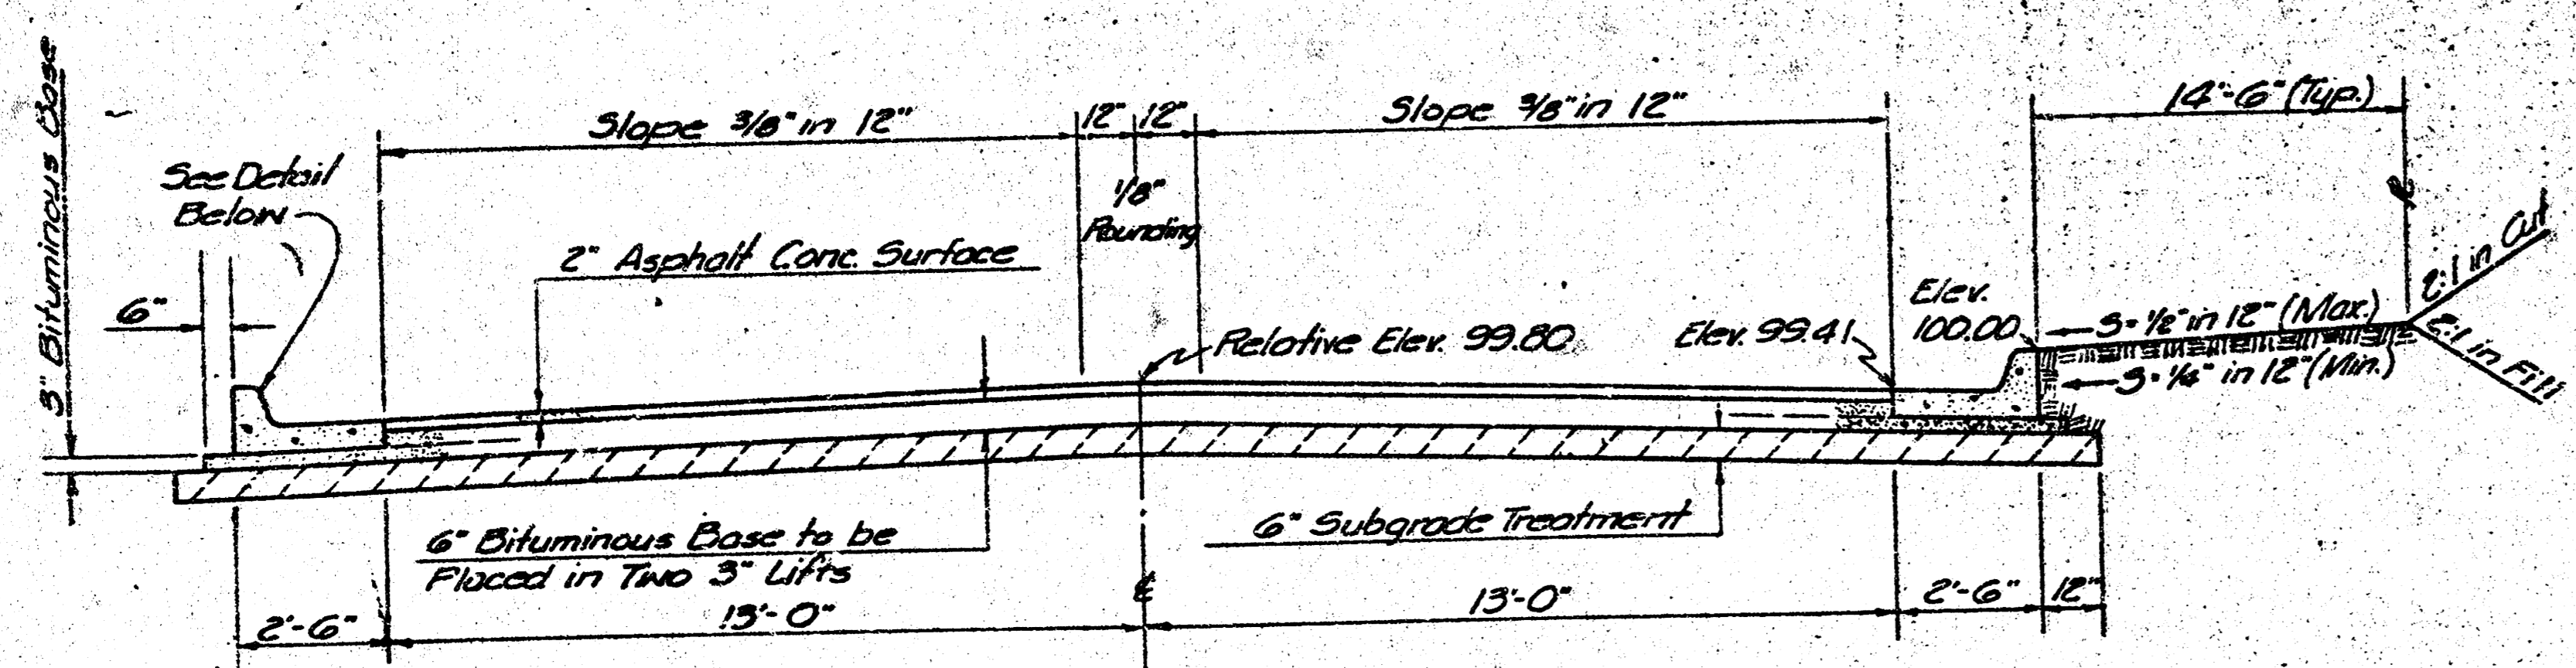 3" Bituminous Base
See Detail
Below
6"
Slope 3/8" in 12"
12" 12"
1/8"
Rounding
Slope 3/8" in 12"
14'-6" (Typ.)
2" Asphalt Conc. Surface
Relative Elev. 99.80
Elev. 99.41
Elev.
100.00
S=1/2" in 12" (Max.)
S=1/4" in 12" (Min.)
2:1 in Cut
2:1 in Fill
6" Bituminous Base to be
Placed in Two 3" Lifts
6" Subgrade Treatment
2'-6"
13'-0"
℄
13'-0"
2'-6"
12"